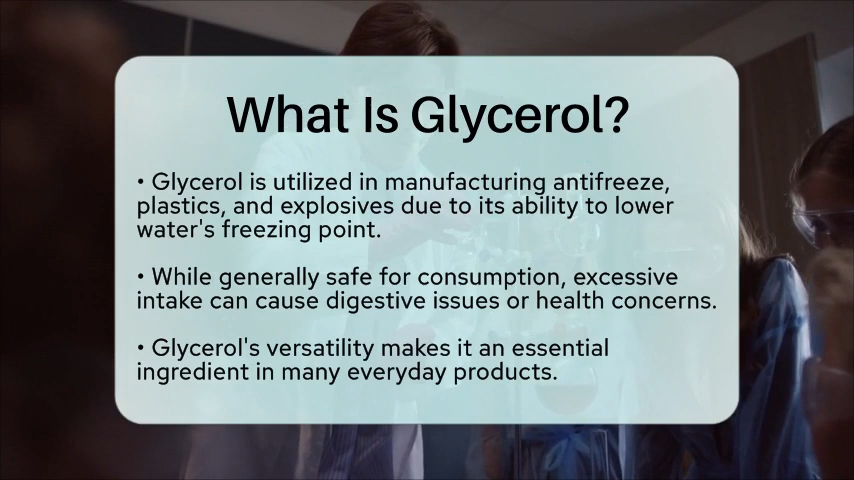 What Is Glycerol?
• Glycerol is utilized in manufacturing antifreeze,
plastics, and explosives due to its ability to lower
water's freezing point.
• While generally safe for consumption, excessive
intake can cause digestive issues or health concerns.
• Glycerol's versatility makes it an essential
ingredient in many everyday products.